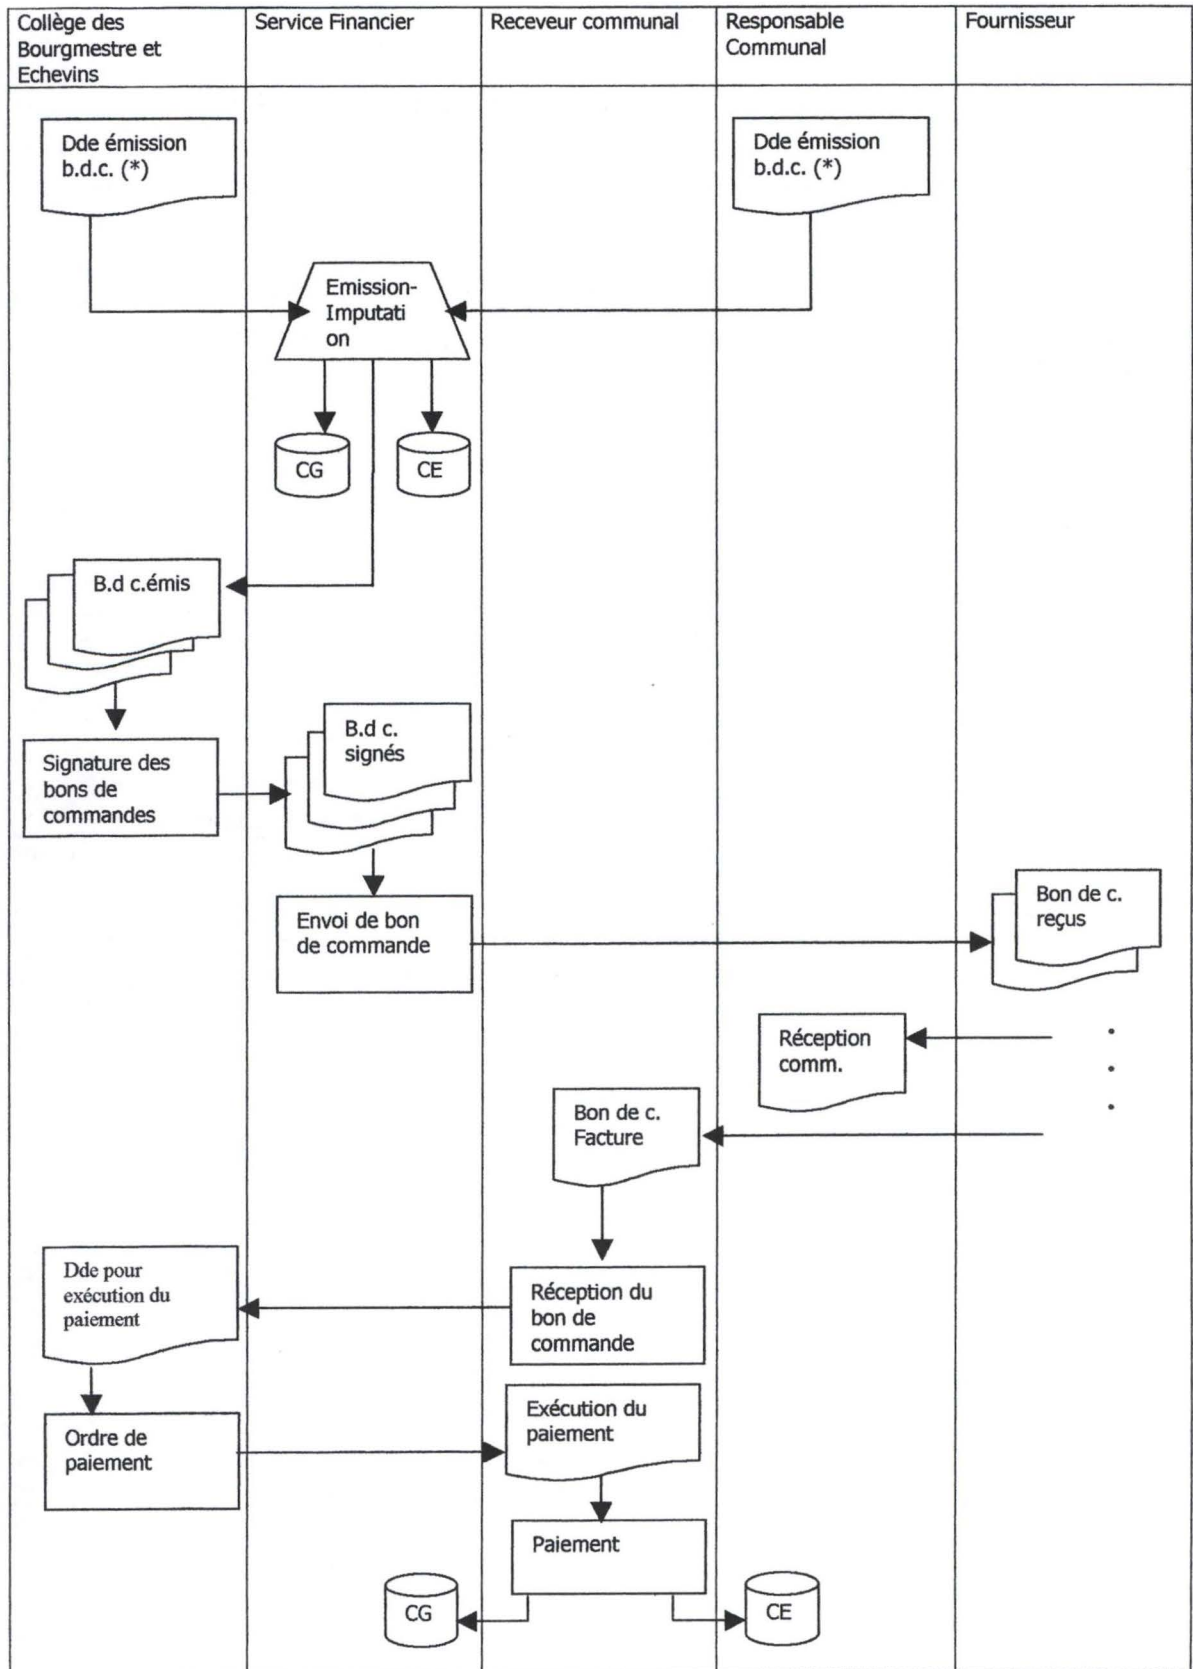 Collège des
Bourgmestre et
Echevins
Service Financier
Receveur communal
Responsable
Communal
Fournisseur
Dde émission
b.d.c. (*)
Dde émission
b.d.c. (*)
Emission-
Imputati
on
CG
CE
B.d c.émis
B.d c.
signés
Signature des
bons de
commandes
Envoi de bon
de commande
Bon de c.
reçus
Réception
comm.
Bon de c.
Facture
Dde pour
exécution du
paiement
Réception du
bon de
commande
Exécution du
paiement
Ordre de
paiement
Paiement
CG
CE